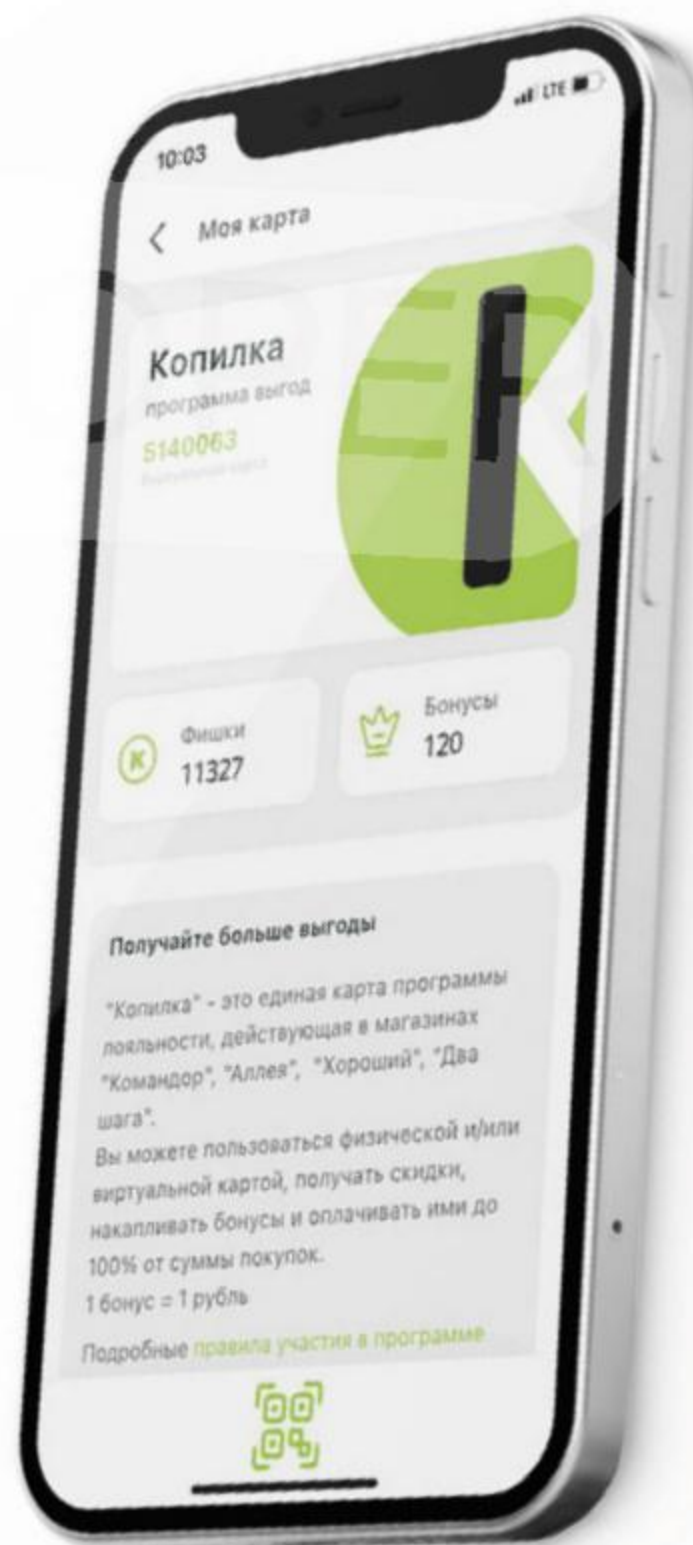 10:03
LTE
Моя карта
Копилка
программа выгод
5140063
Фишки
11327
Бонусы
120
Получайте больше выгоды
"Копилка" - это единая карта программы
лояльности, действующая в магазинах
"Командор", "Аллея", "Хороший", "Два
шага".
Вы можете пользоваться физической и/или
виртуальной картой, получать скидки,
накапливать бонусы и оплачивать ими до
100% от суммы покупок.
1 бонус = 1 рубль
Подробные правила участия в программе